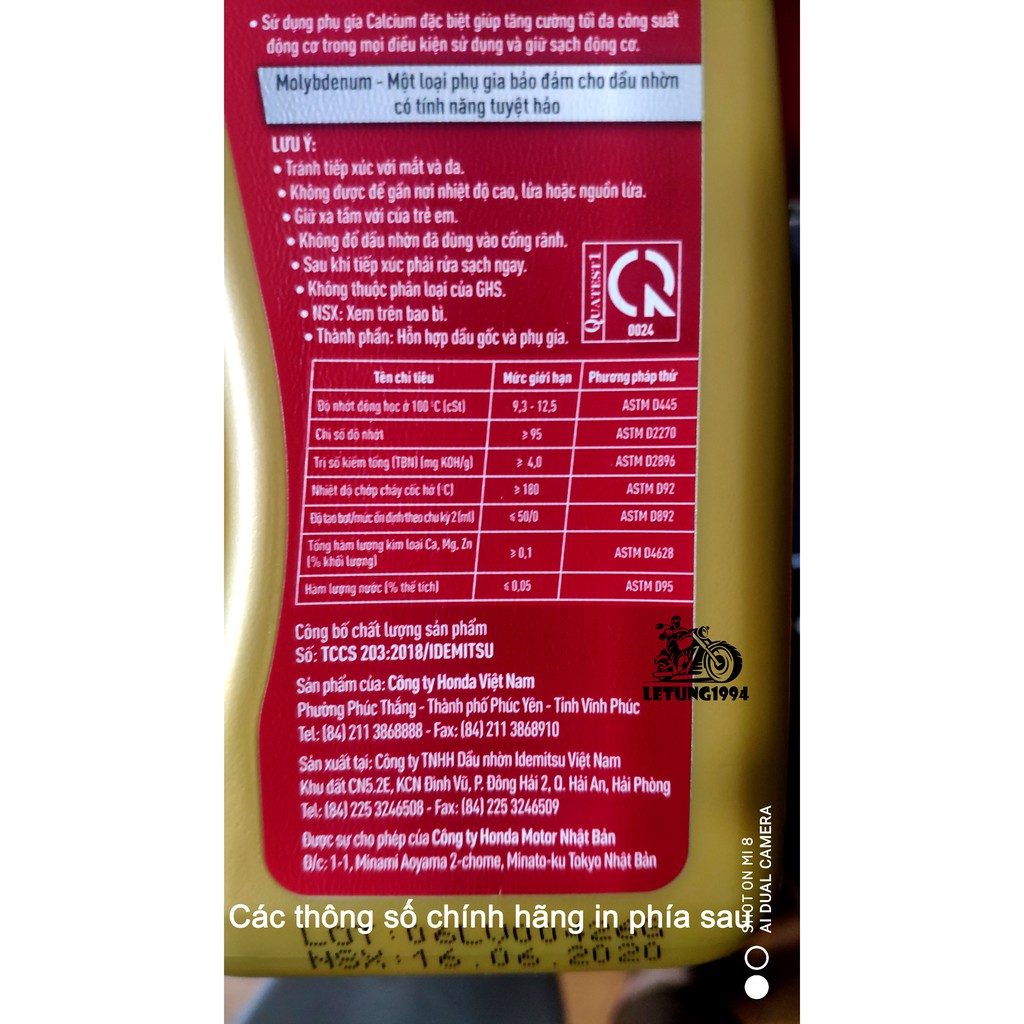 • Sử dụng phụ gia Calcium đặc biệt giúp tăng cường tối đa công suất
động cơ trong mọi điều kiện sử dụng và giữ sạch động cơ.
Molybdenum - Một loại phụ gia bảo đảm cho dầu nhờn
có tính năng tuyệt hảo
LƯU Ý:
• Tránh tiếp xúc với mắt và da.
• Không được để gần nơi nhiệt độ cao, lửa hoặc nguồn lửa.
• Giữ xa tầm với của trẻ em.
• Không đổ dầu nhờn đã dùng vào cống rãnh.
• Sau khi tiếp xúc phải rửa sạch ngay.
• Không thuộc phân loại của GHS.
• NSX: Xem trên bao bì.
• Thành phần: Hỗn hợp dầu gốc và phụ gia.
QUATEST1
0024
Tên chỉ tiêu Mức giới hạn Phương pháp thử
Độ nhớt động học ở 100 °C (cSt) 9,3 - 12,5 ASTM D445
Chỉ số độ nhớt ≥ 95 ASTM D2270
Trị số kiềm tổng (TBN) (mg KOH/g) ≥ 4,0 ASTM D2896
Nhiệt độ chớp cháy cốc hở (°C) ≥ 180 ASTM D92
Độ tạo bọt/mức ổn định theo chu kỳ 2 (ml) ≤ 50/0 ASTM D892
Tổng hàm lượng kim loại Ca, Mg, Zn
(% khối lượng) ≥ 0,1 ASTM D4628
Hàm lượng nước (% thể tích) ≤ 0,05 ASTM D95
Công bố chất lượng sản phẩm
Số: TCCS 203:2018/IDEMITSU
LETUNG1994
Sản phẩm của: Công ty Honda Việt Nam
Phường Phúc Thắng - Thành phố Phúc Yên - Tỉnh Vĩnh Phúc
Tel: (84) 211 3868888 - Fax: (84) 211 3868910
Sản xuất tại: Công ty TNHH Dầu nhờn Idemitsu Việt Nam
Khu đất CN5.2E, KCN Đình Vũ, P. Đông Hải 2, Q. Hải An, Hải Phòng
Tel: (84) 225 3246508 - Fax: (84) 225 3246509
Được sự cho phép của Công ty Honda Motor Nhật Bản
Đ/c: 1-1, Minami Aoyama 2-chome, Minato-ku Tokyo Nhật Bản
Các thông số chính hãng in phía sau
NSX:16.06.2020
SHOT ON MI 8
AI DUAL CAMERA